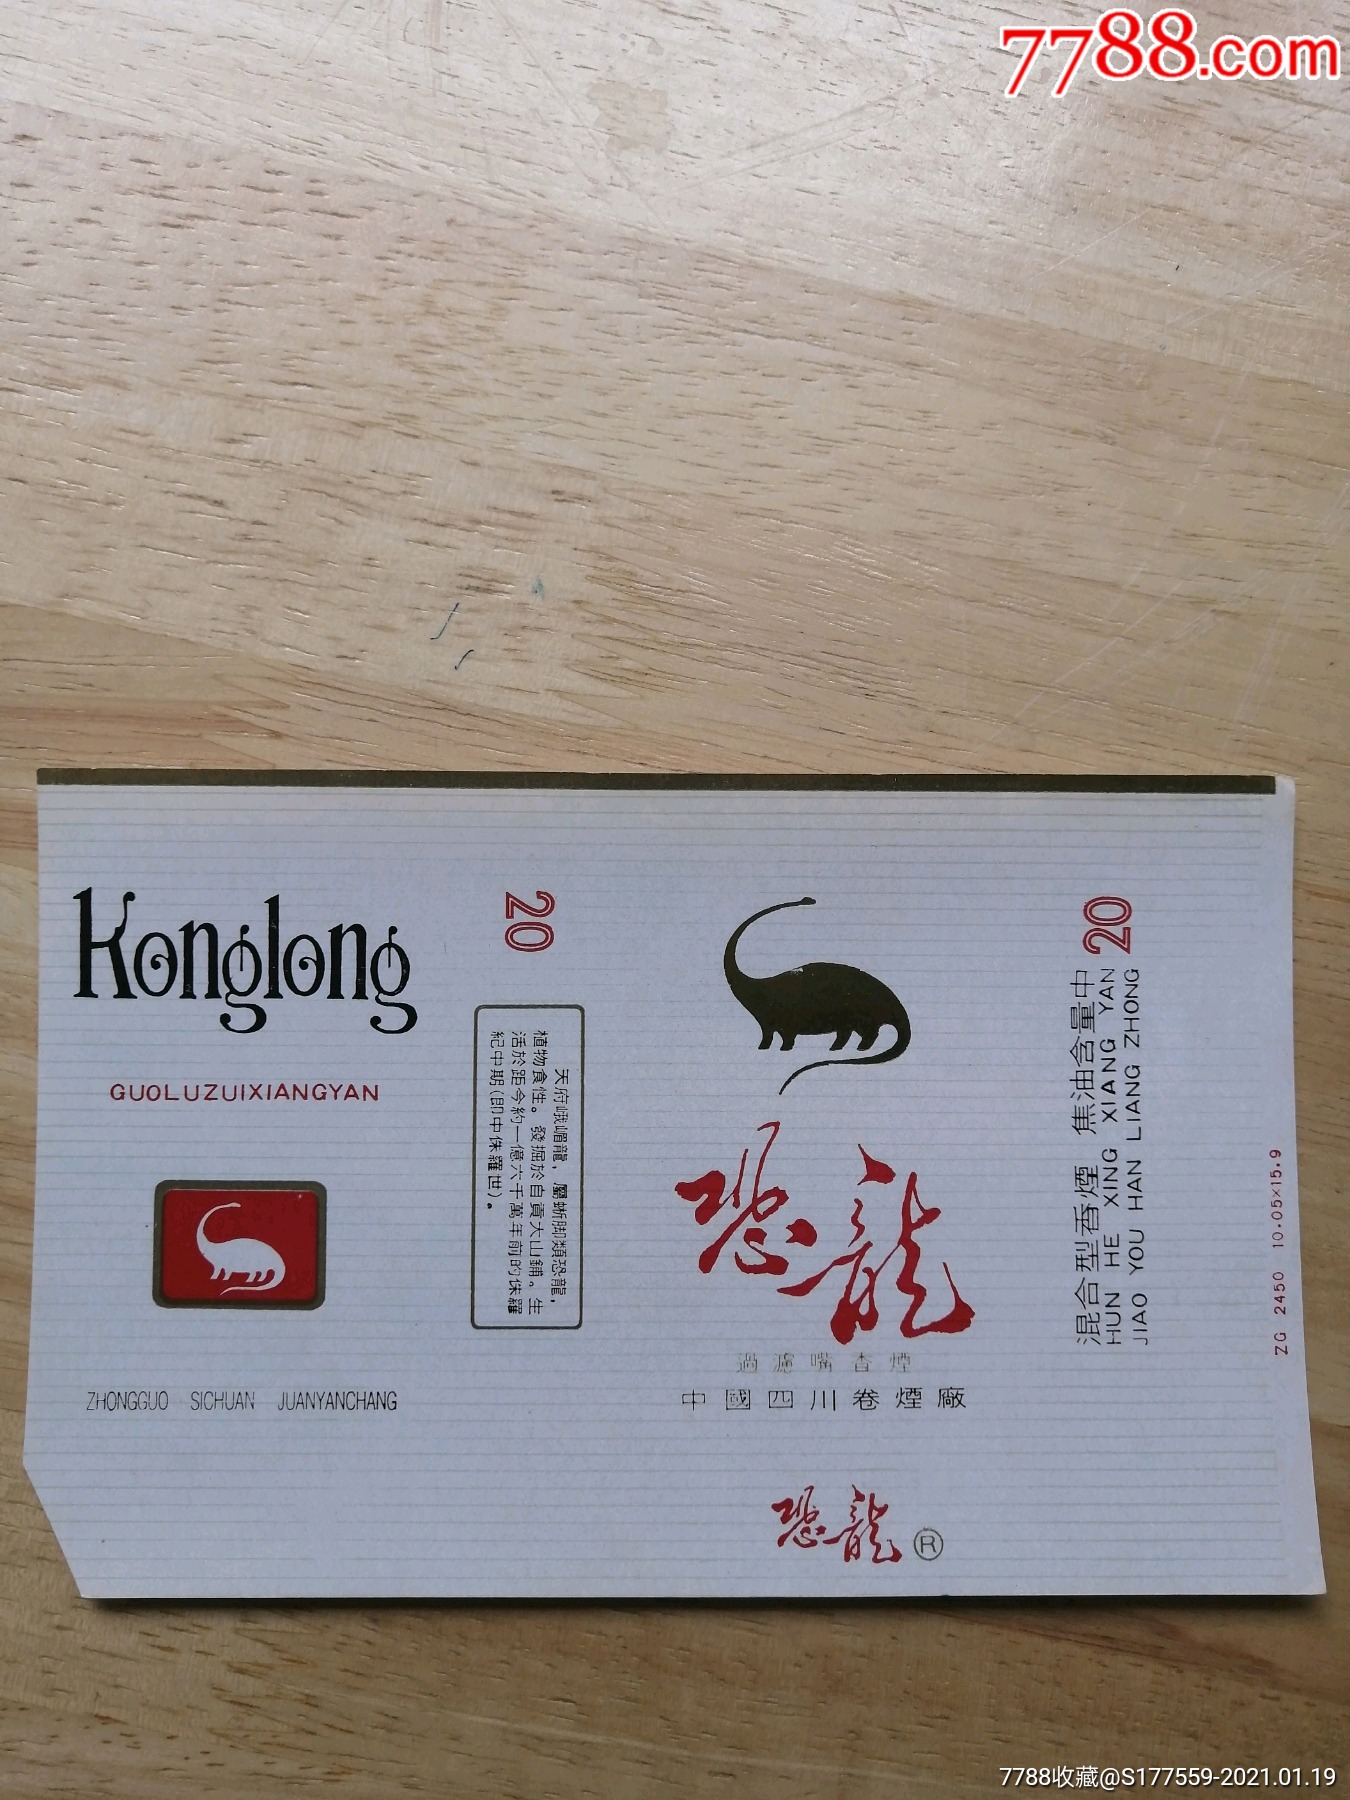 7788.com
Konglong
GUOLUZUIXIANGYAN
ZHONGGUO SICHUAN JUANYANCHANG
20
天府峨嵋龍，屬蜥脚類恐龍，
植物食性。發掘於自貢大山鋪。生
活於距今約一億六千萬年前的侏羅
紀中期(即中侏羅世)。
恐龍
過濾嘴香煙
中國四川卷煙廠
恐龍®
20
混合型香煙 焦油含量中
HUN HE XING XIANG YAN
JIAO YOU HAN LIANG ZHONG
ZG 2450 10.05×15.9
7788收藏@S177559-2021.01.19